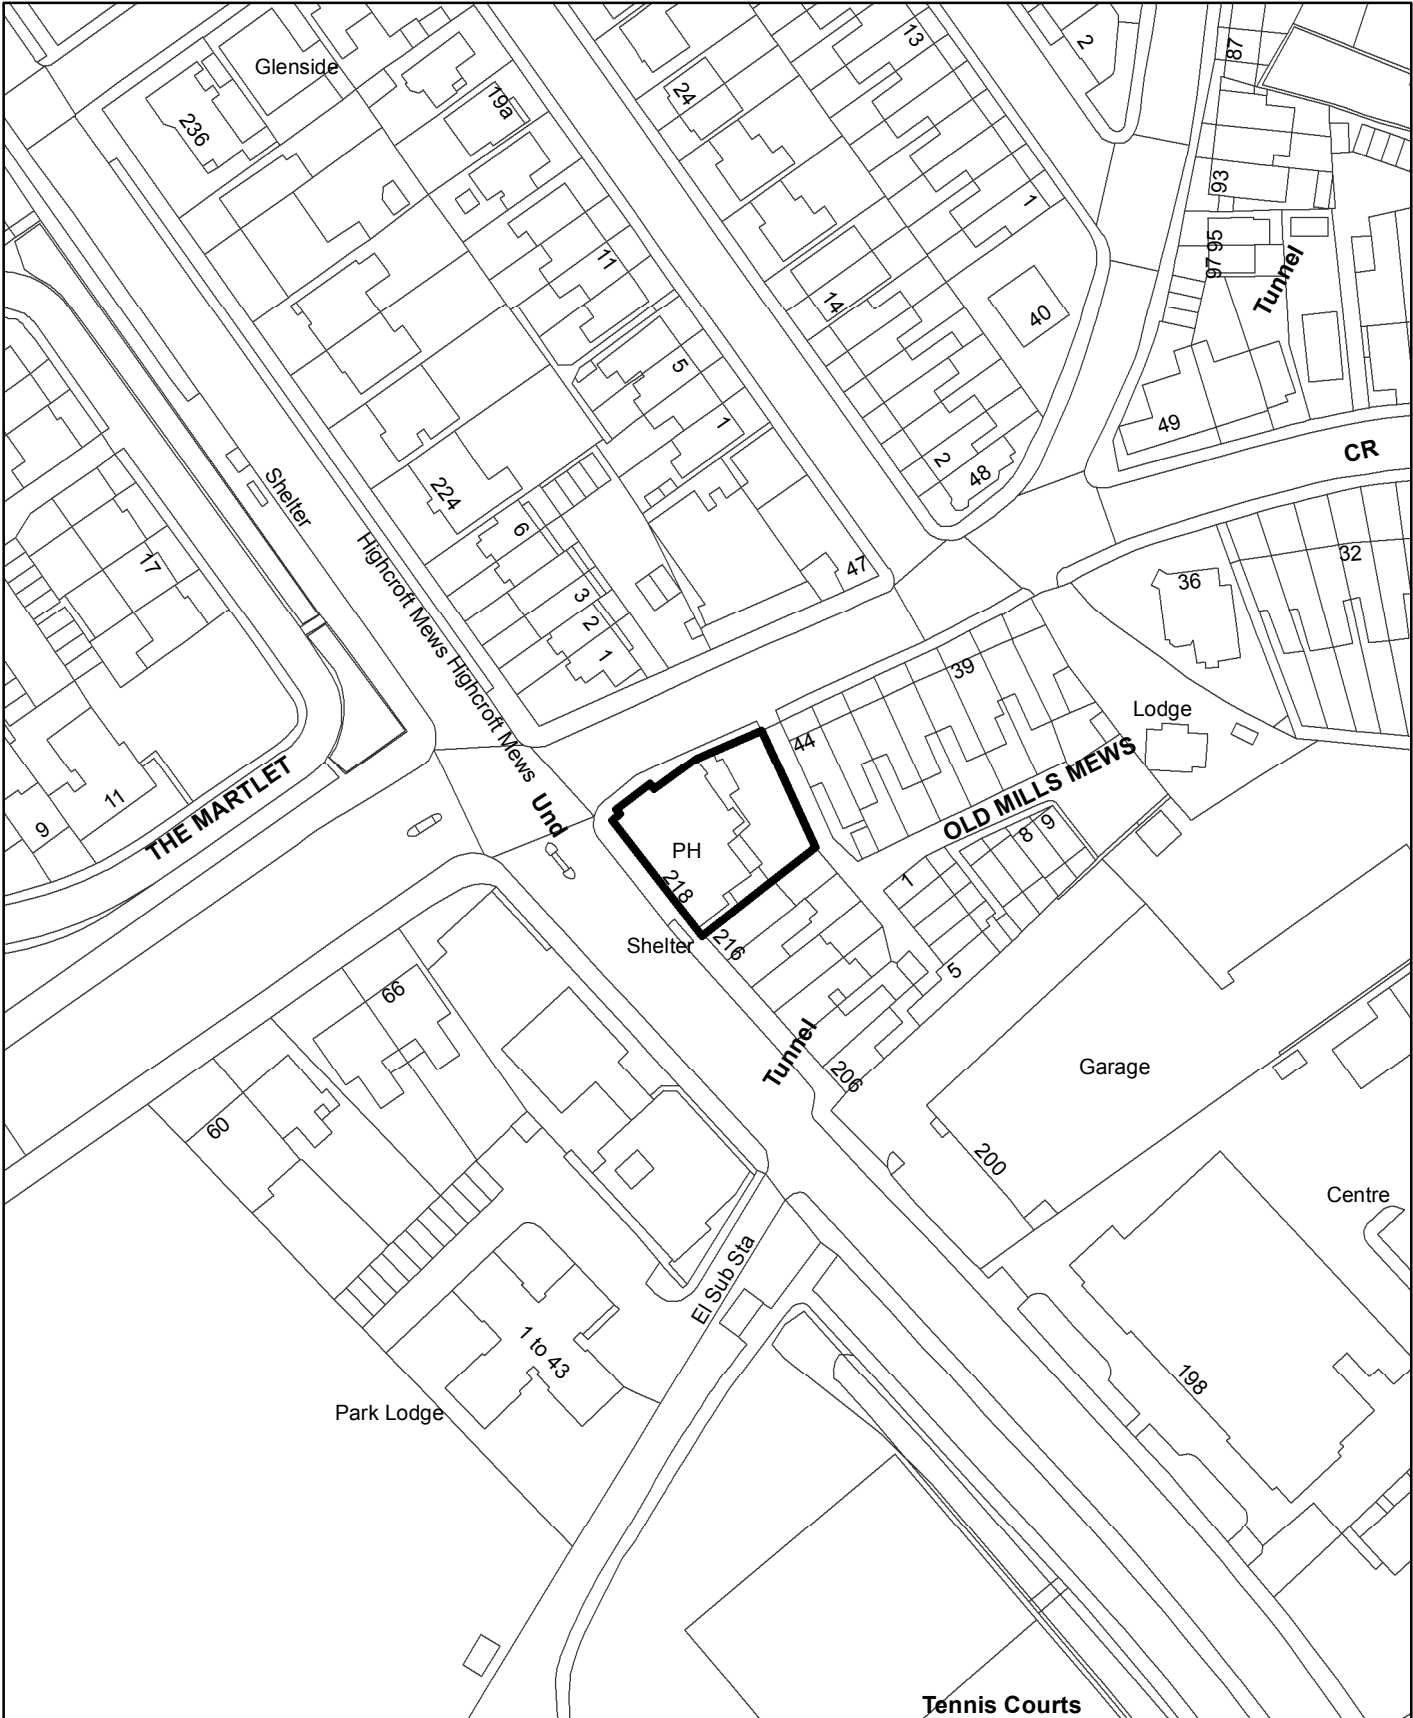 Glenside
236
19a
24
13
2
87
93
95
97
Tunnel
1
11
14
40
5
1
49
CR
2
48
Shelter
224
6
17
Highcroft Mews
Highcroft Mews
47
3
2
1
36
32
39
44
Lodge
OLD MILLS MEWS
THE MARTLET
11
9
Und
PH
218
8
9
1
Shelter
216
5
66
Tunnel
206
Garage
60
200
Centre
El Sub Sta
1 to 43
198
Park Lodge
Tennis Courts